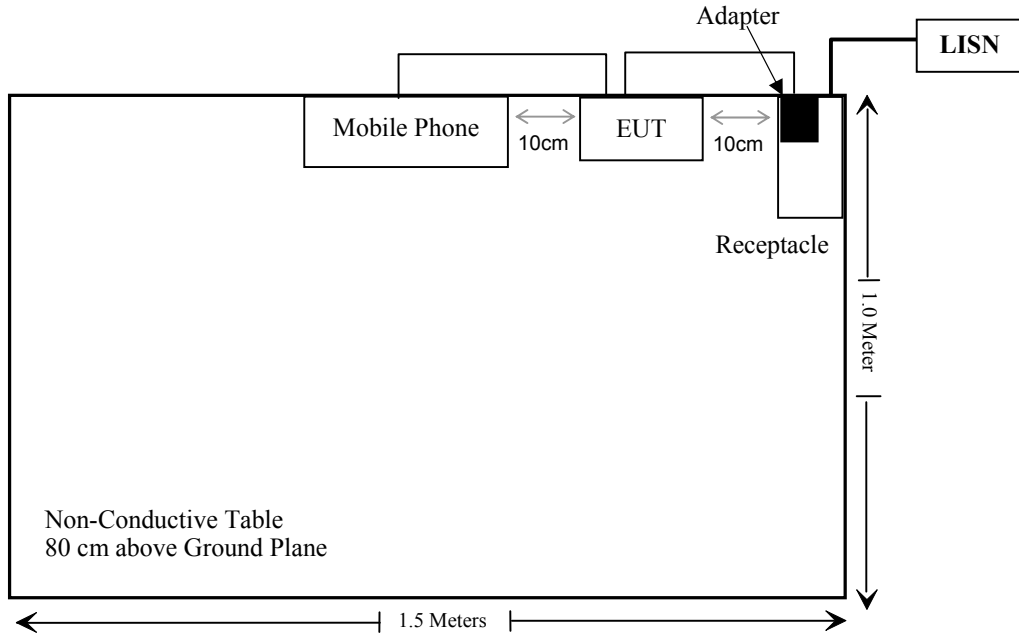 Adapter
LISN
Mobile Phone
10cm
EUT
10cm
Receptacle
1.0 Meter
Non-Conductive Table
80 cm above Ground Plane
1.5 Meters